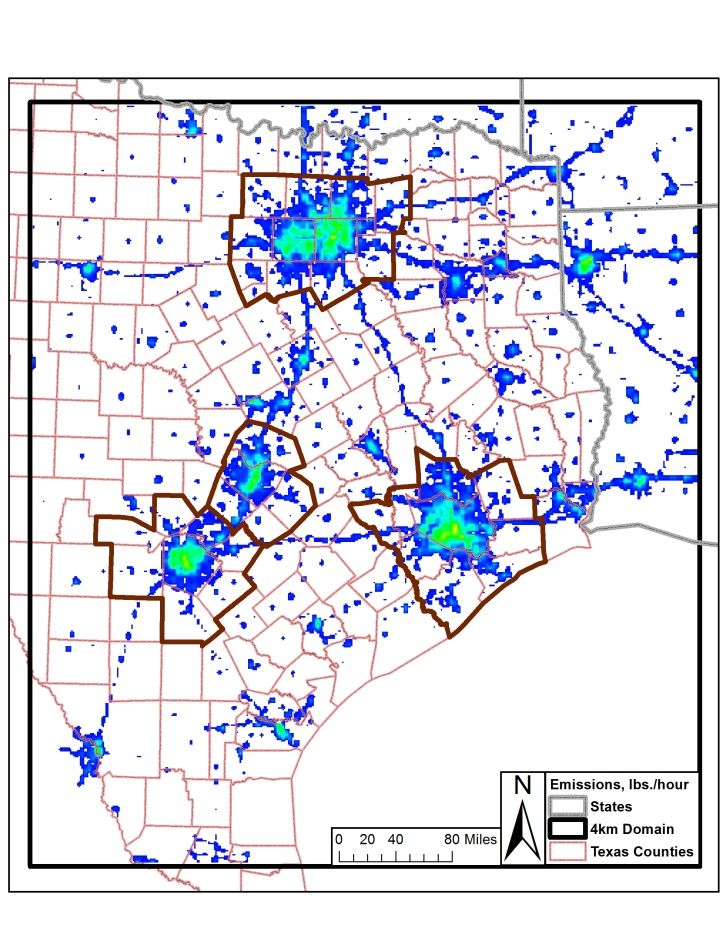 N
Emissions, lbs./hour
States
4km Domain
Texas Counties
0 20 40 80 Miles